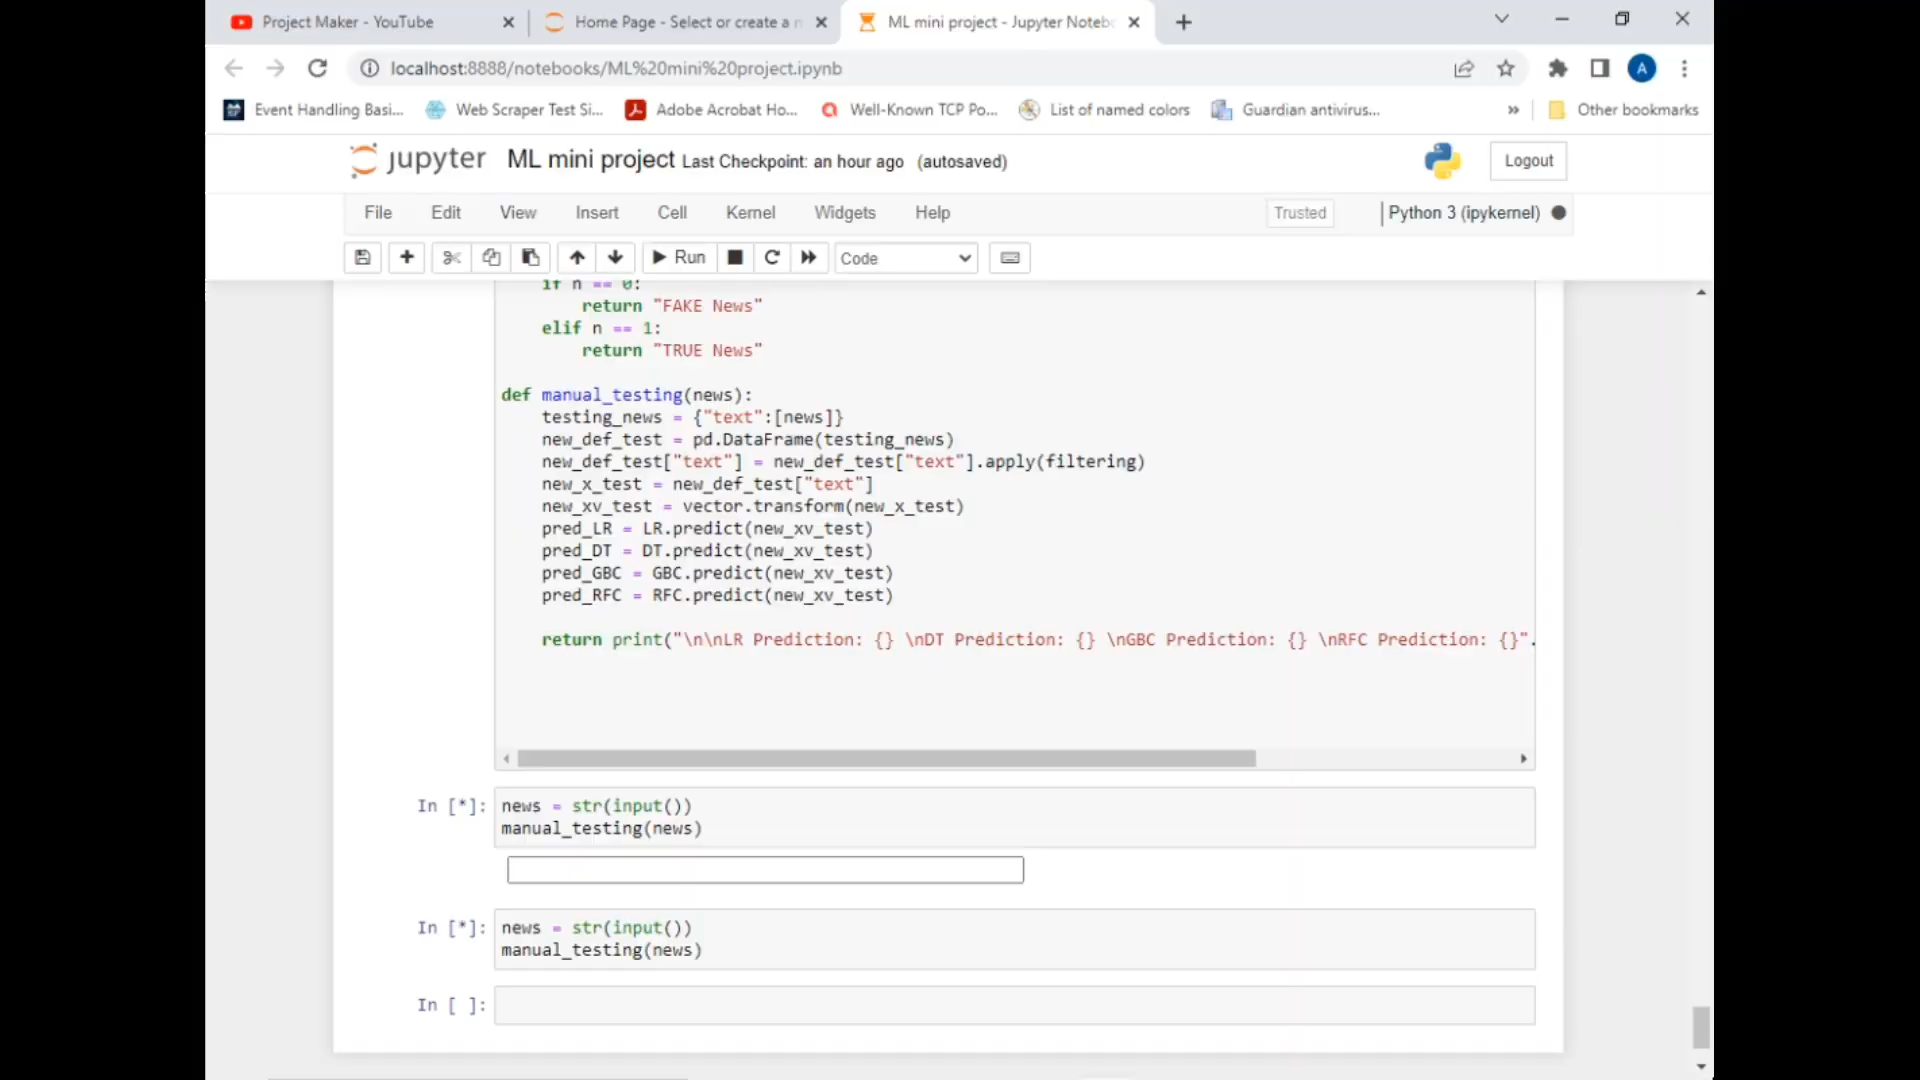 Project Maker - YouTube
Home Page - Select or create a n
ML mini project - Jupyter Noteb
localhost:8888/notebooks/ML%20mini%20project.ipynb
A
Event Handling Basi...
Web Scraper Test Si...
Adobe Acrobat Ho...
Well-Known TCP Po...
List of named colors
Guardian antivirus...
»
Other bookmarks
jupyter ML mini project Last Checkpoint: an hour ago (autosaved)
Logout
File Edit View Insert Cell Kernel Widgets Help
Trusted
Python 3 (ipykernel)
Run
Code
if n == 0:
return "FAKE News"
elif n == 1:
return "TRUE News"
def manual_testing(news):
testing_news = {"text":[news]}
new_def_test = pd.DataFrame(testing_news)
new_def_test["text"] = new_def_test["text"].apply(filtering)
new_x_test = new_def_test["text"]
new_xv_test = vector.transform(new_x_test)
pred_LR = LR.predict(new_xv_test)
pred_DT = DT.predict(new_xv_test)
pred_GBC = GBC.predict(new_xv_test)
pred_RFC = RFC.predict(new_xv_test)
return print("\n\nLR Prediction: {} \nDT Prediction: {} \nGBC Prediction: {} \nRFC Prediction: {}".
In [*]: news = str(input())
manual_testing(news)
In [*]: news = str(input())
manual_testing(news)
In [ ]: